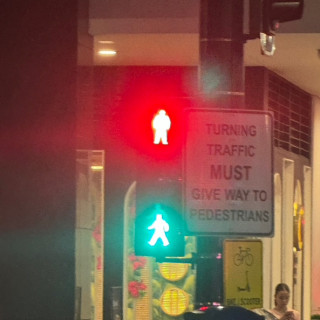 TURNING
TRAFFIC
MUST
GIVE WAY TO
PEDESTRIANS